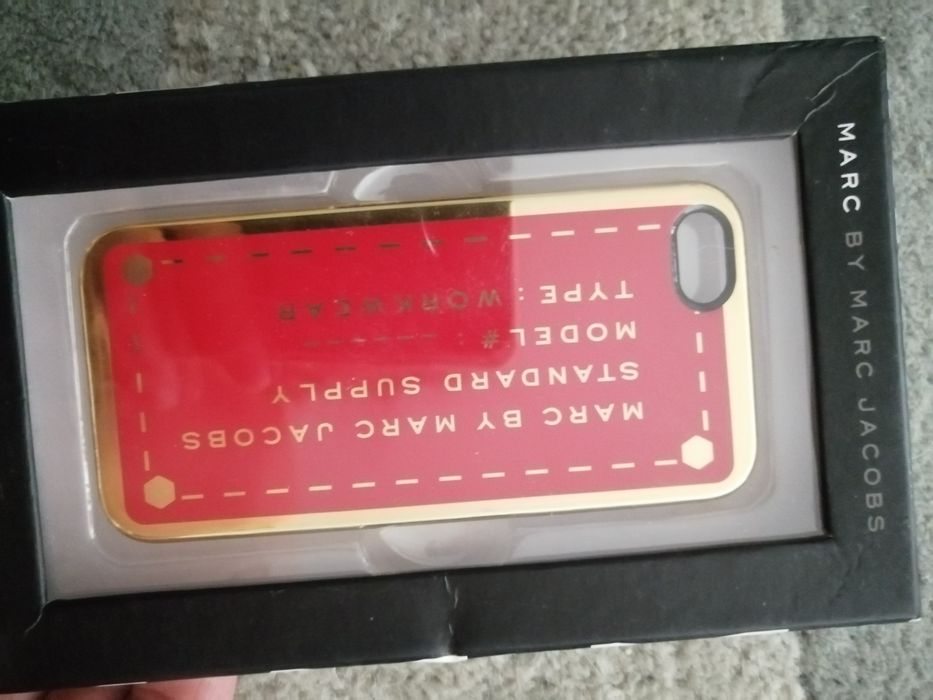 MARC BY MARC JACOBS
MARC BY MARC JACOBS
STANDARD SUPPLY
MODEL # : ------
TYPE : WORKWEAR